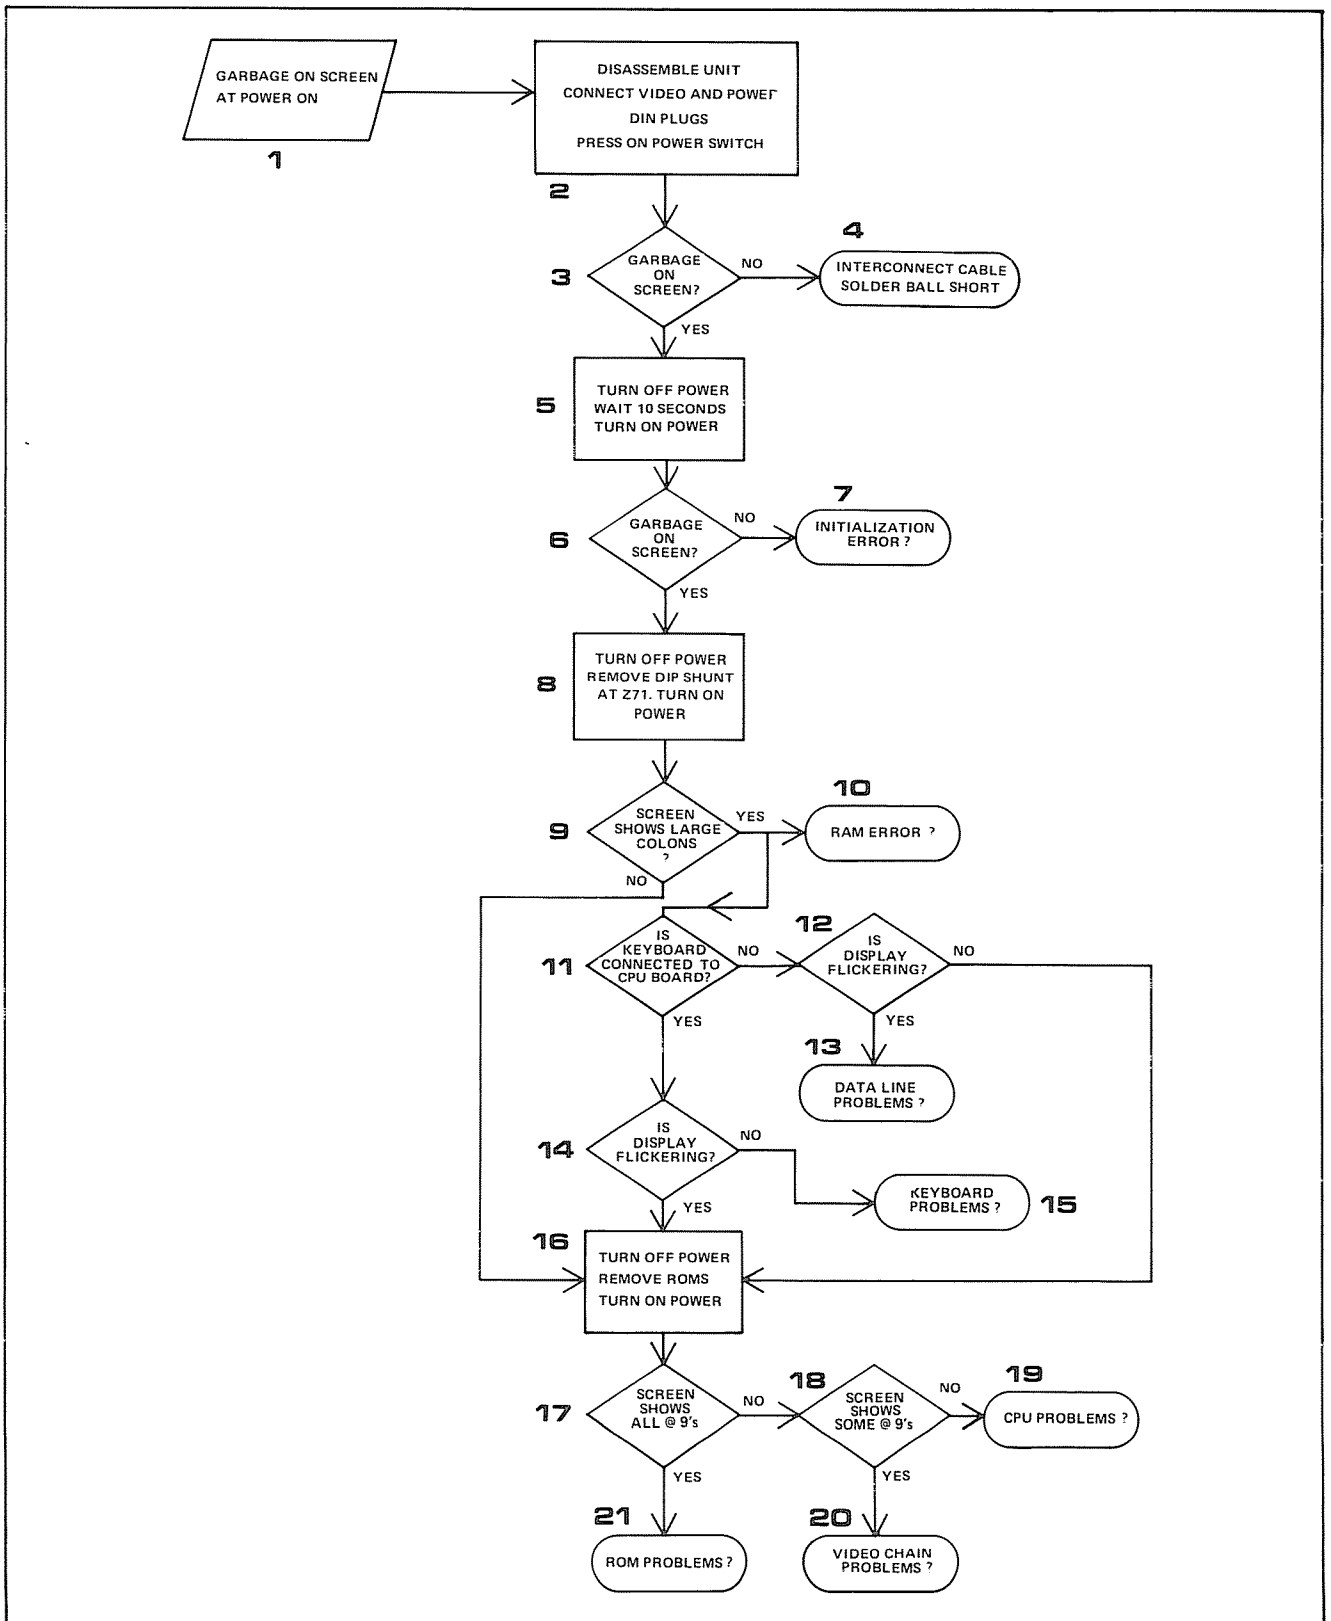 GARBAGE ON SCREEN
AT POWER ON
1
DISASSEMBLE UNIT
CONNECT VIDEO AND POWER
DIN PLUGS
PRESS ON POWER SWITCH
2
3
GARBAGE
ON
SCREEN?
NO
4
INTERCONNECT CABLE
SOLDER BALL SHORT
YES
5
TURN OFF POWER
WAIT 10 SECONDS
TURN ON POWER
6
GARBAGE
ON
SCREEN?
NO
7
INITIALIZATION
ERROR ?
YES
8
TURN OFF POWER
REMOVE DIP SHUNT
AT Z71. TURN ON
POWER
9
SCREEN
SHOWS LARGE
COLONS
?
YES
10
RAM ERROR ?
NO
11
IS
KEYBOARD
CONNECTED TO
CPU BOARD?
NO
12
IS
DISPLAY
FLICKERING?
NO
YES
YES
13
DATA LINE
PROBLEMS ?
14
IS
DISPLAY
FLICKERING?
NO
KEYBOARD
PROBLEMS ?
15
YES
16
TURN OFF POWER
REMOVE ROMS
TURN ON POWER
17
SCREEN
SHOWS
ALL @ 9's
NO
18
SCREEN
SHOWS
SOME @ 9's
NO
19
CPU PROBLEMS ?
YES
YES
21
ROM PROBLEMS ?
20
VIDEO CHAIN
PROBLEMS ?